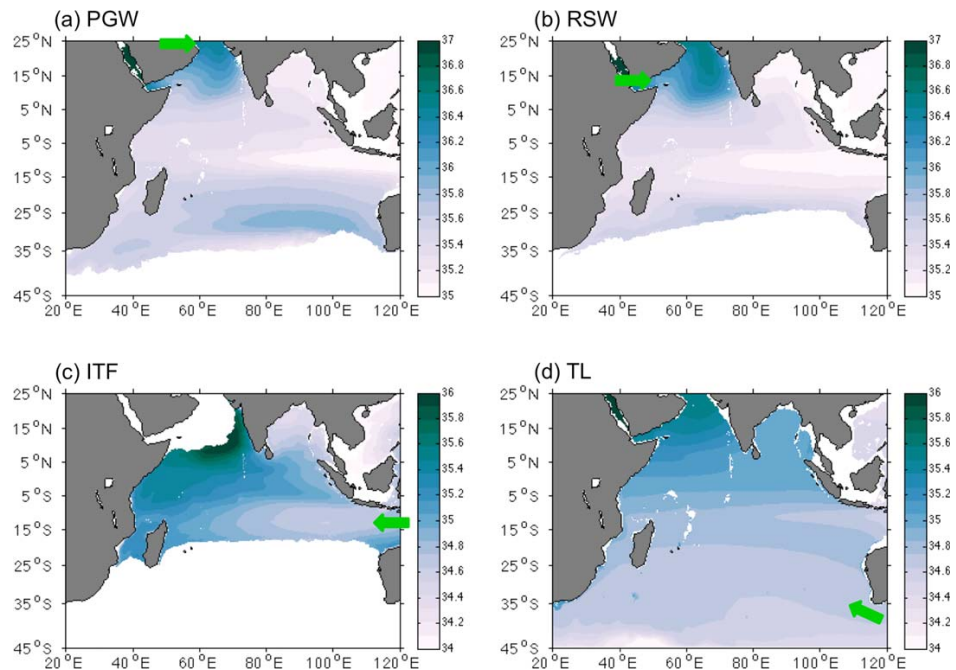 (a) PGW
25°N
15°N
5°N
5°S
15°S
25°S
35°S
45°S
20°E 40°E 60°E 80°E 100°E 120°E
37
36.8
36.6
36.4
36.2
36
35.8
35.6
35.4
35.2
35
(b) RSW
25°N
15°N
5°N
5°S
15°S
25°S
35°S
45°S
20°E 40°E 60°E 80°E 100°E 120°E
37
36.8
36.6
36.4
36.2
36
35.8
35.6
35.4
35.2
35
(c) ITF
25°N
15°N
5°N
5°S
15°S
25°S
35°S
45°S
20°E 40°E 60°E 80°E 100°E 120°E
36
35.8
35.6
35.4
35.2
35
34.8
34.6
34.4
34.2
34
(d) TL
25°N
15°N
5°N
5°S
15°S
25°S
35°S
45°S
20°E 40°E 60°E 80°E 100°E 120°E
36
35.8
35.6
35.4
35.2
35
34.8
34.6
34.4
34.2
34